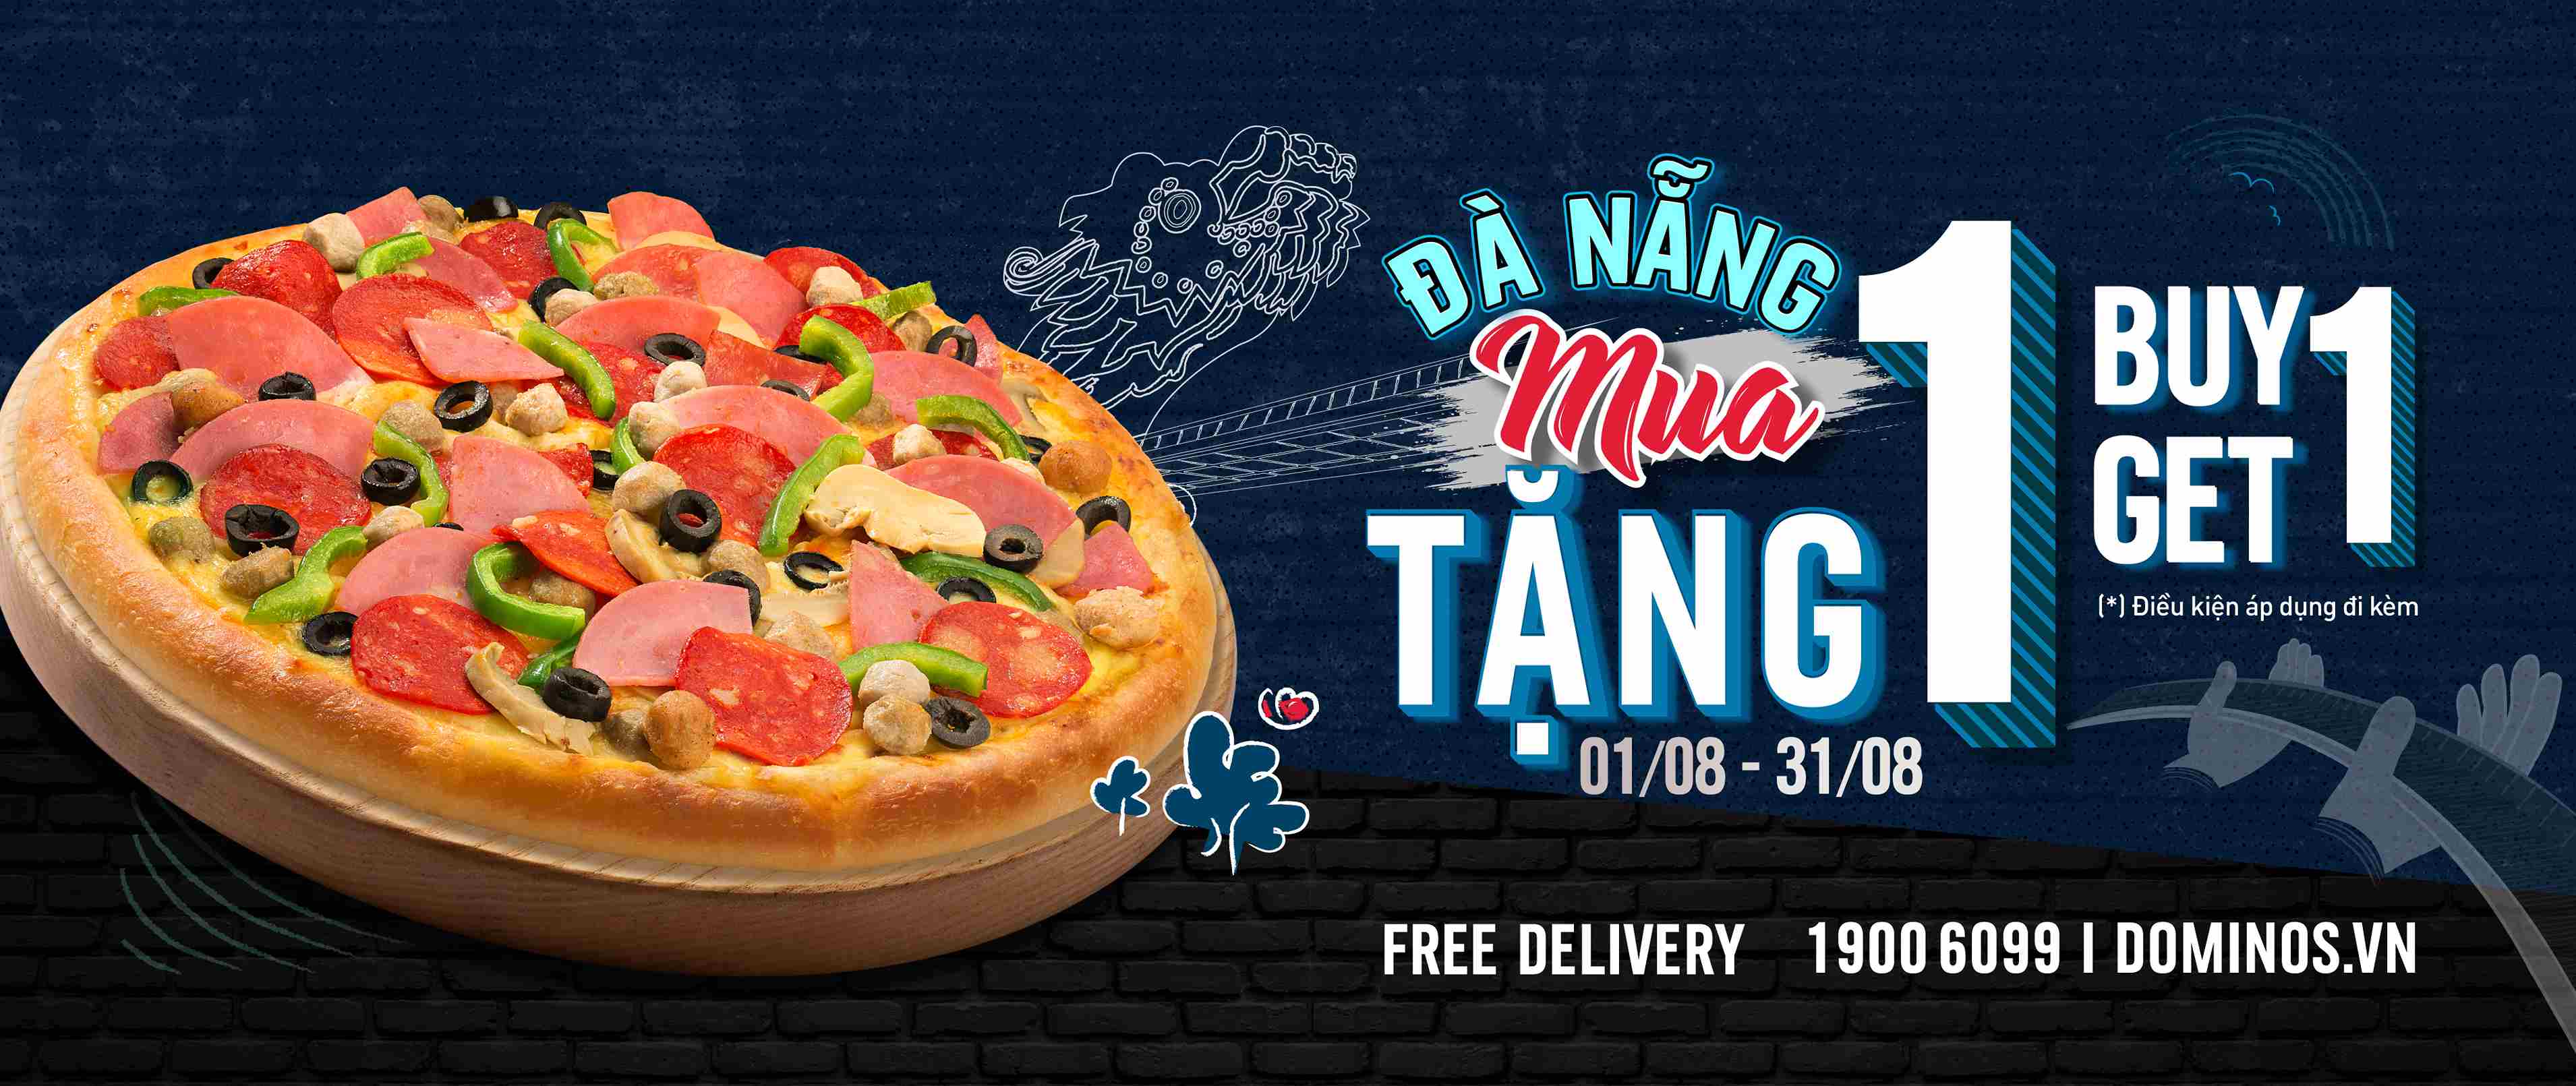 ĐÀ NẴNG
Mua
TẶNG 1
01/08 - 31/08
BUY 1
GET
(*) Điều kiện áp dụng đi kèm
FREE DELIVERY 1900 6099 | DOMINOS.VN